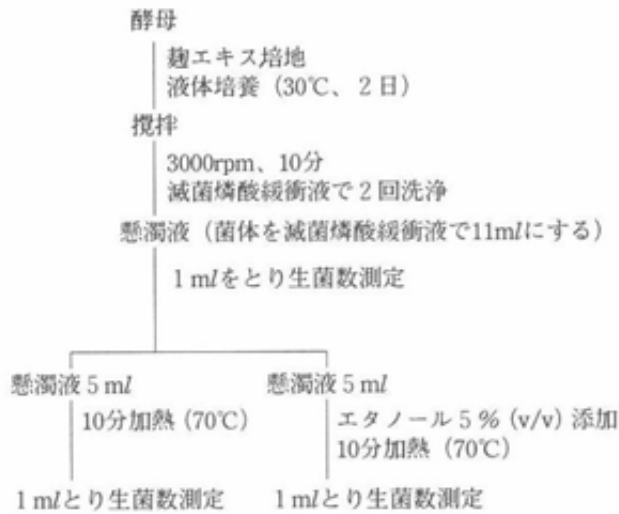 酵母
麹エキス培地
液体培養（30℃、２日）
攪拌
3000rpm、10分
滅菌燐酸緩衝液で２回洗浄
懸濁液（菌体を滅菌燐酸緩衝液で11mlにする）
１mlをとり生菌数測定
懸濁液５ml
懸濁液５ml
10分加熱（70℃）
エタノール５％（v/v）添加
10分加熱（70℃）
１mlとり生菌数測定
１mlとり生菌数測定